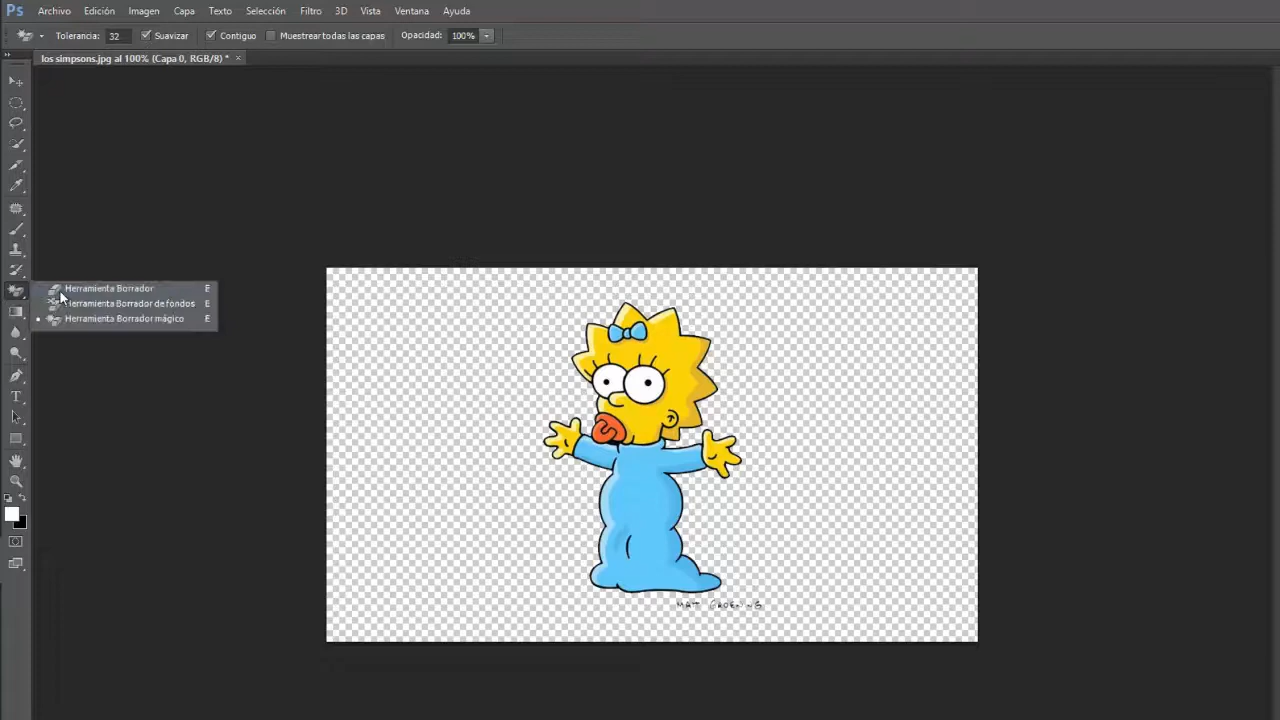 Ps Archivo Edición Imagen Capa Texto Selección Filtro 3D Vista Ventana Ayuda
Tolerancia: 32 Suavizar Contiguo Muestrear todas las capas Opacidad: 100%
los simpsons.jpg al 100% (Capa 0, RGB/8) * ×
Herramienta Borrador E
Herramienta Borrador de fondos E
Herramienta Borrador mágico E
T
MATT GROENING